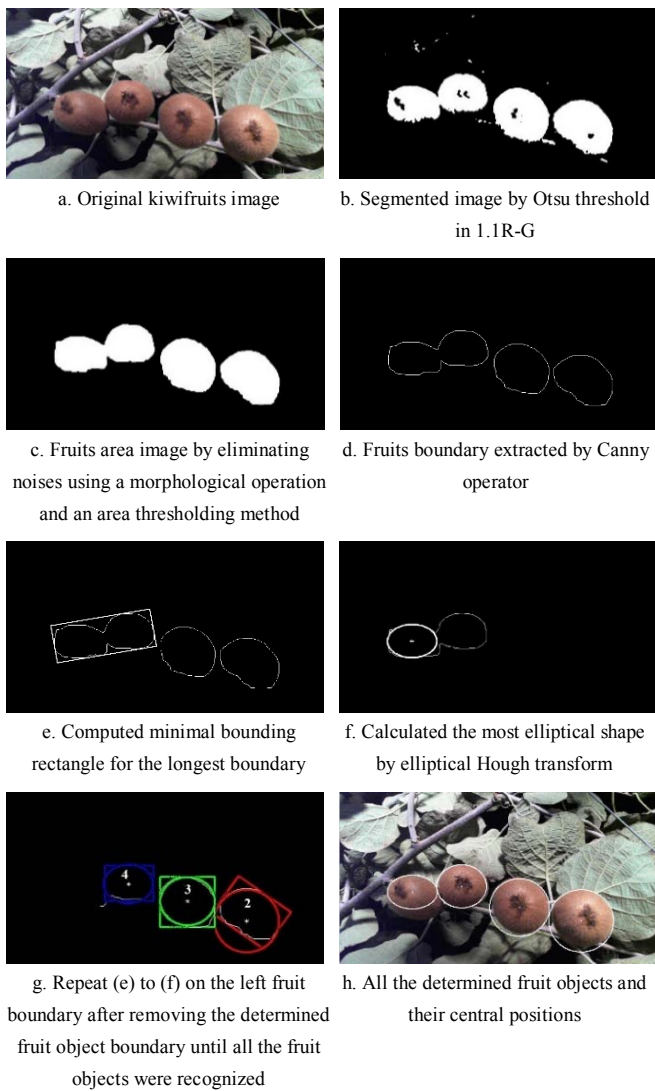 a. Original kiwifruits image
b. Segmented image by Otsu threshold
in 1.1R-G
c. Fruits area image by eliminating
noises using a morphological operation
and an area thresholding method
d. Fruits boundary extracted by Canny
operator
e. Computed minimal bounding
rectangle for the longest boundary
f. Calculated the most elliptical shape
by elliptical Hough transform
4
3
2
g. Repeat (e) to (f) on the left fruit
boundary after removing the determined
fruit object boundary until all the fruit
objects were recognized
h. All the determined fruit objects and
their central positions